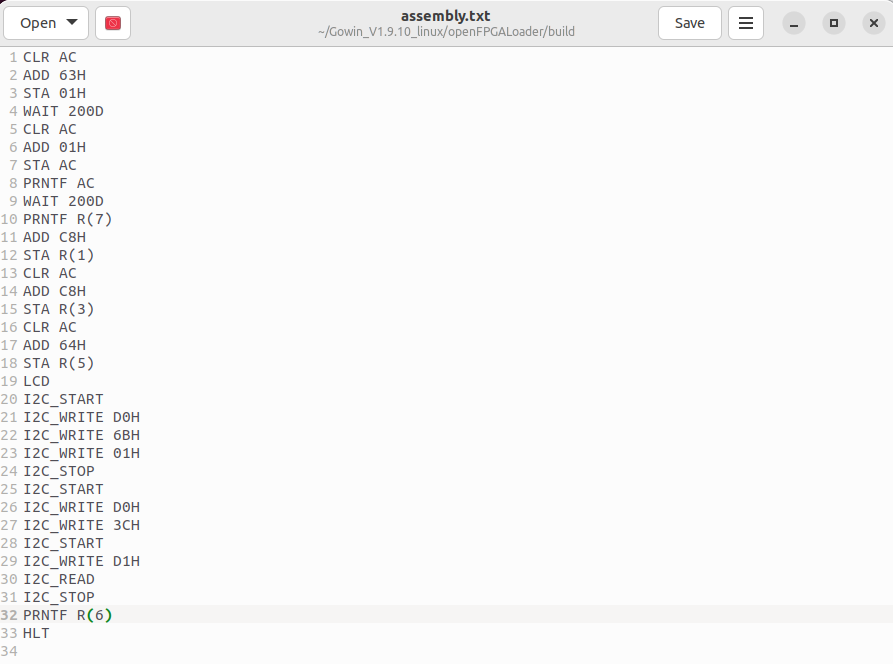 Open
assembly.txt
~/Gowin_V1.9.10_linux/openFPGALoader/build
Save
1 CLR AC
2 ADD 63H
3 STA 01H
4 WAIT 200D
5 CLR AC
6 ADD 01H
7 STA AC
8 PRNTF AC
9 WAIT 200D
10 PRNTF R(7)
11 ADD C8H
12 STA R(1)
13 CLR AC
14 ADD C8H
15 STA R(3)
16 CLR AC
17 ADD 64H
18 STA R(5)
19 LCD
20 I2C_START
21 I2C_WRITE D0H
22 I2C_WRITE 6BH
23 I2C_WRITE 01H
24 I2C_STOP
25 I2C_START
26 I2C_WRITE D0H
27 I2C_WRITE 3CH
28 I2C_START
29 I2C_WRITE D1H
30 I2C_READ
31 I2C_STOP
32 PRNTF R(6)
33 HLT
34